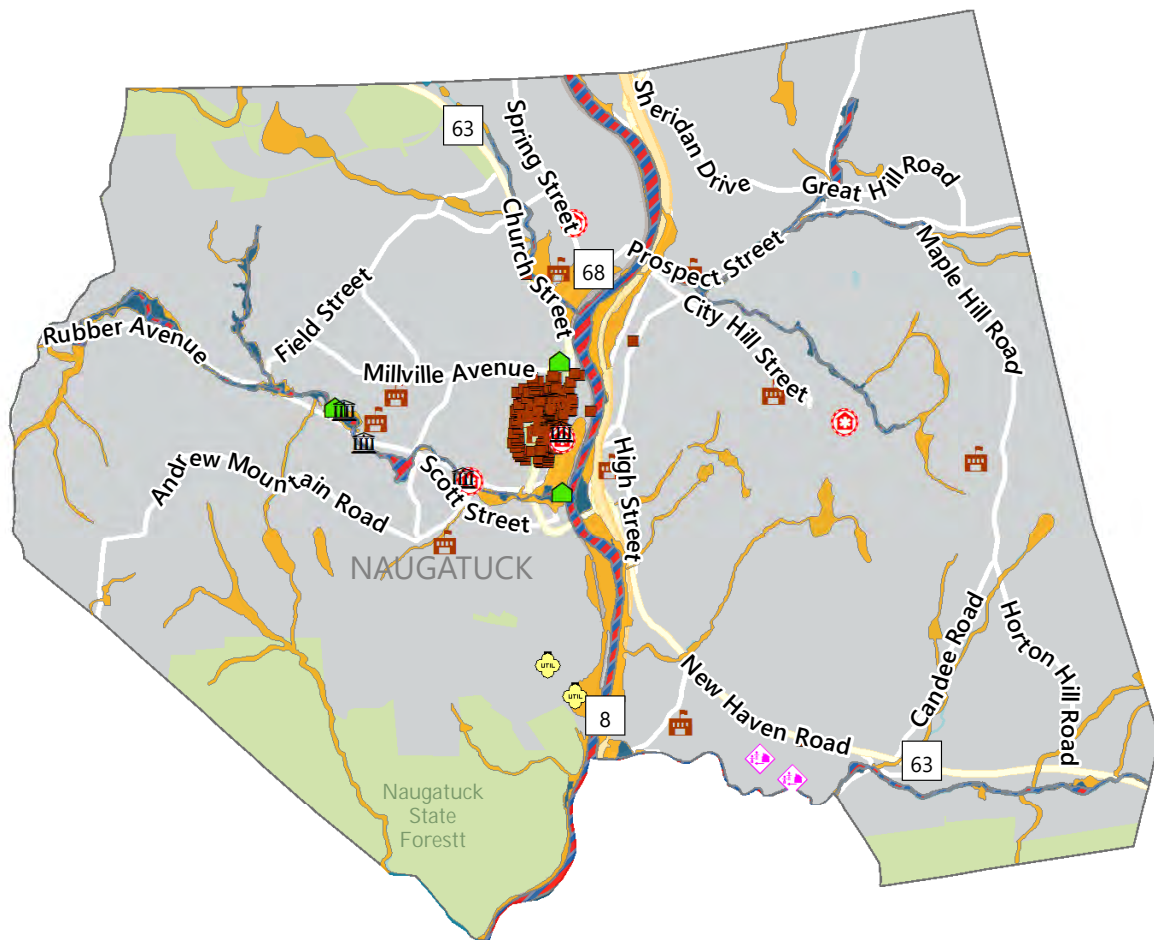 63
Spring Street
Sheridan Drive
Great Hill Road
Church Street
68
Prospect Street
Maple Hill Road
City Hill Street
Field Street
Rubber Avenue
Millville Avenue
Andrew Mountain Road
Scott Street
High Street
NAUGATUCK
Candee Road
Horton Hill Road
UTIL
UTIL
New Haven Road
8
63
Naugatuck
State
Forestt